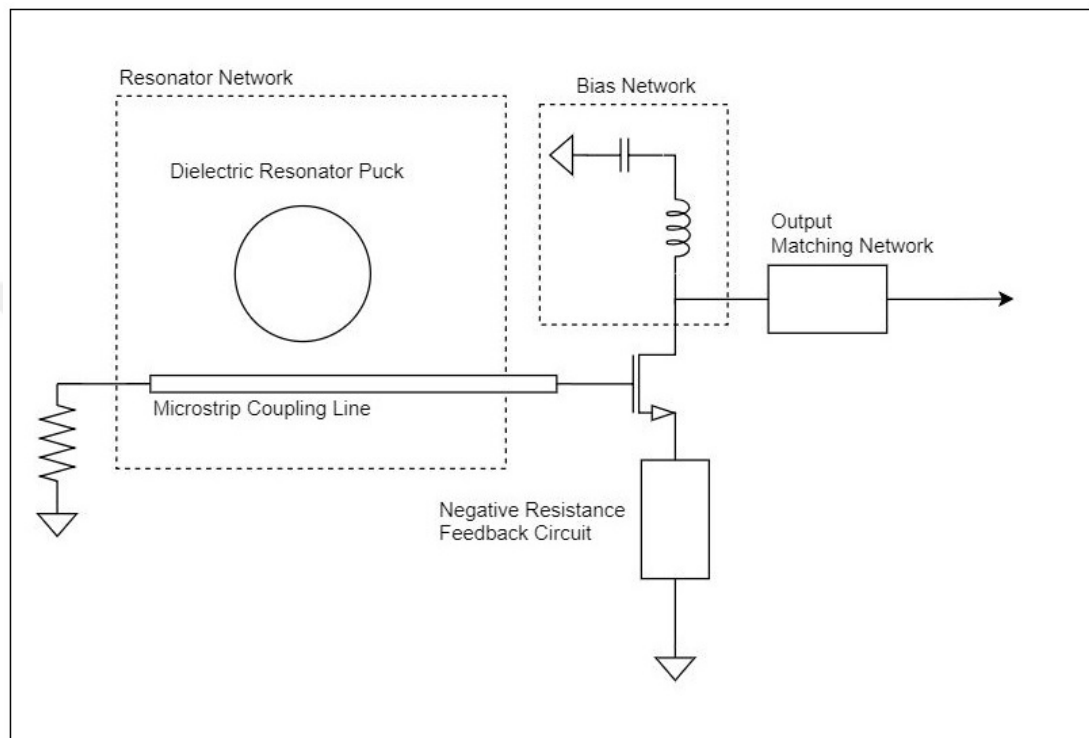 Resonator Network
Bias Network
Dielectric Resonator Puck
Output
Matching Network
Microstrip Coupling Line
Negative Resistance
Feedback Circuit